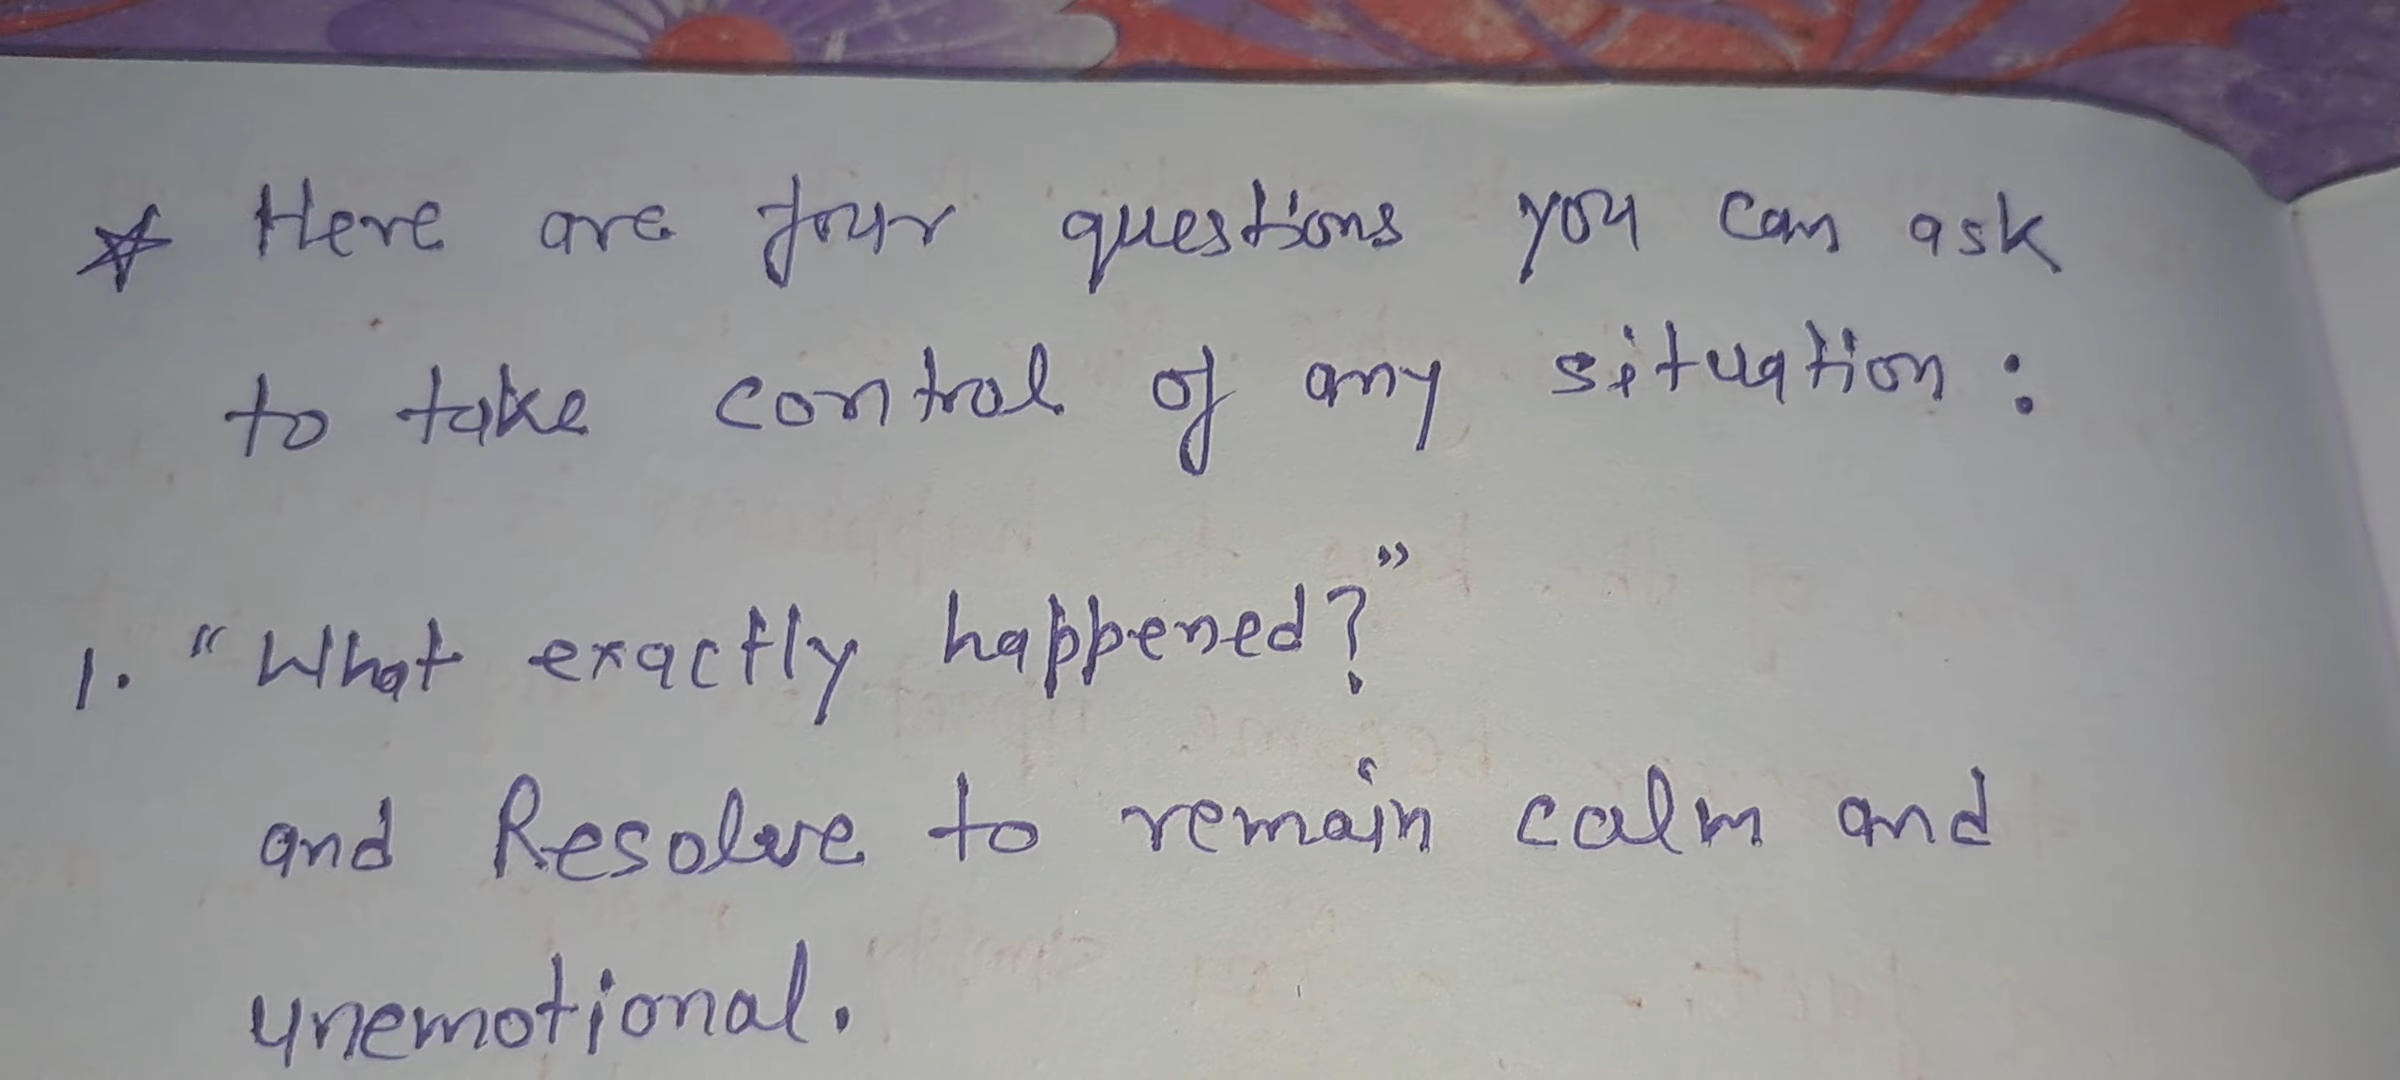 ☆ Here are four questions you can ask
to take control of any situation :
1. "What exactly happened?"
and Resolve to remain calm and
unemotional.